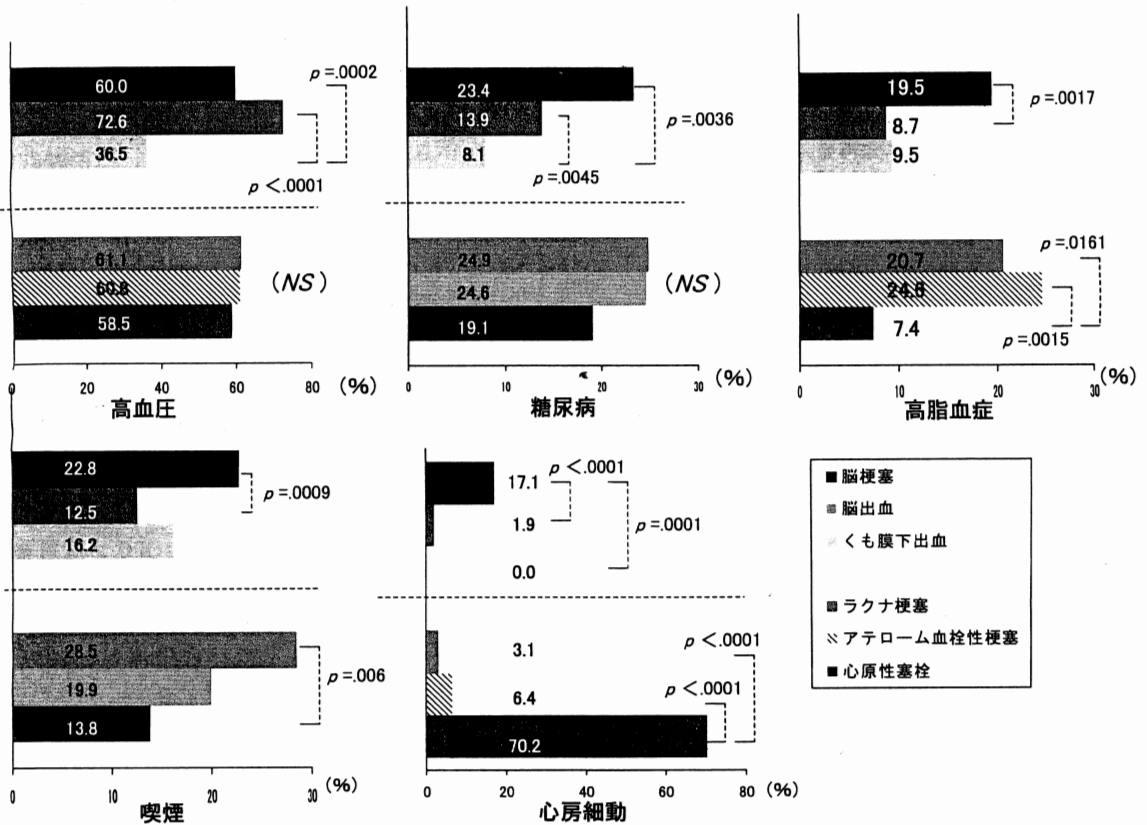 p =.0002
60.0
72.6
36.5
p <.0001
61.1
60.8
58.5
(NS)
0 20 40 60 80 (%)
高血圧
23.4
13.9
8.1
p =.0036
p =.0045
24.9
24.6
19.1
(NS)
0 10 20 30 (%)
糖尿病
19.5
8.7
9.5
p =.0017
p =.0161
20.7
24.6
7.4
p =.0015
0 10 20 30 (%)
高脂血症
22.8
12.5
16.2
p =.0009
28.5
19.9
13.8
p =.006
0 10 20 30 (%)
喫煙
17.1
1.9
0.0
p <.0001
p =.0001
3.1
6.4
70.2
p <.0001
p <.0001
0 20 40 60 80 (%)
心房細動
脳梗塞
脳出血
くも膜下出血
ラクナ梗塞
アテローム血栓性梗塞
心原性塞栓